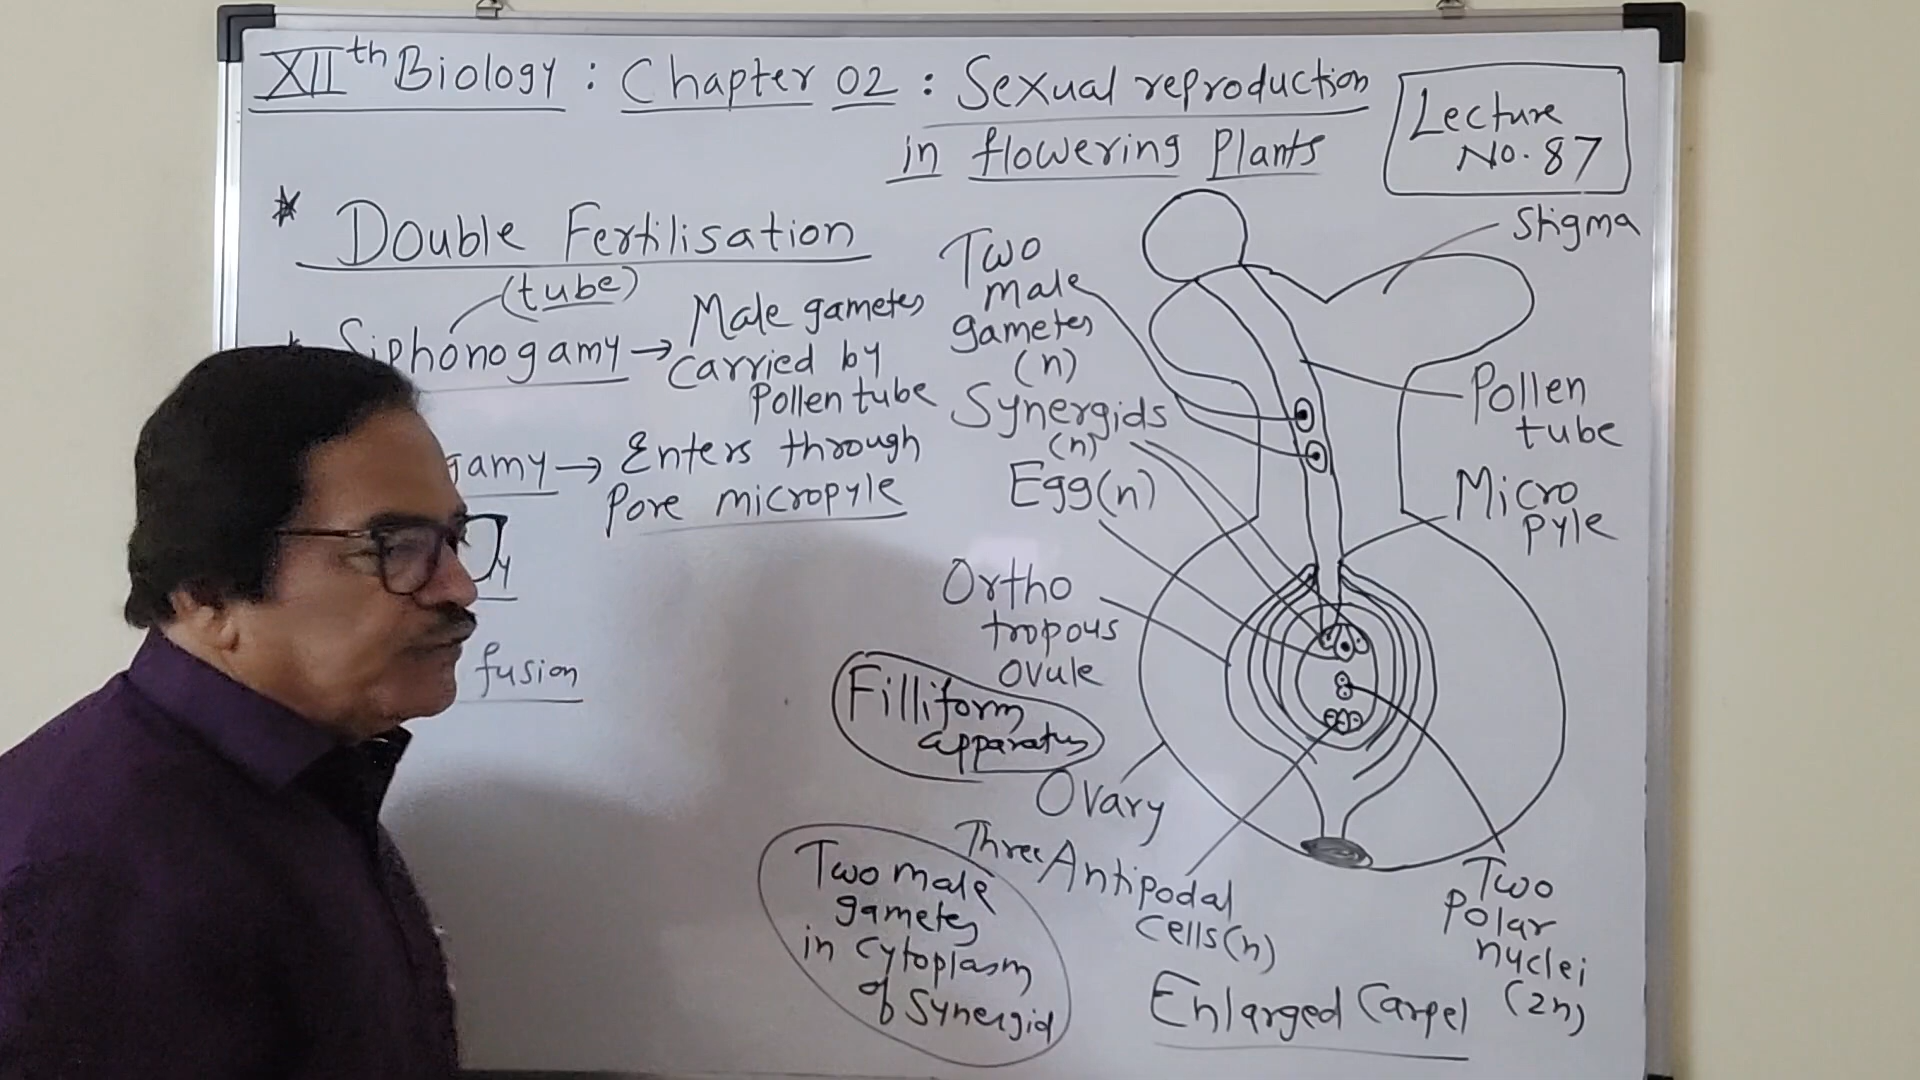 XIIth Biology : Chapter 02 : Sexual reproduction
in flowering Plants
Lecture
No. 87
* Double Fertilisation
(tube)
Siphonogamy → Male gametes
carried by
Pollen tube
gamy → Enters through
Pore micropyle
fusion
Two
male
gametes
(n)
Synergids
(n)
Egg(n)
Ortho
tropous
ovule
Filliform
apparatus
Ovary
Three Antipodal
cells(n)
Two male
gametes
in cytoplasm
of Synergid
Stigma
Pollen
tube
Micro
pyle
Two
Polar
nuclei
(2n)
Enlarged Carpel